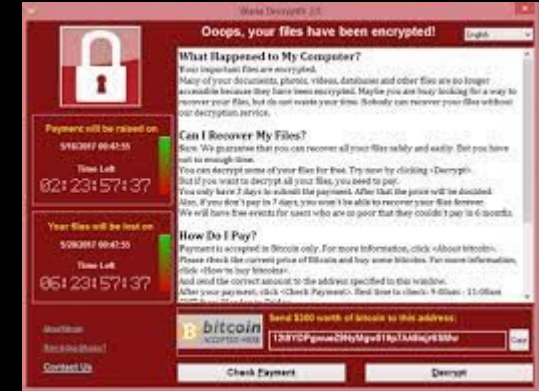 Wana Decrypt0r 2.0
Ooops, your files have been encrypted!
English
What Happened to My Computer?
Your important files are encrypted.
Many of your documents, photos, videos, databases and other files are no longer
accessible because they have been encrypted. Maybe you are busy looking for a way to
recover your files, but do not waste your time. Nobody can recover your files without
our decryption service.
Can I Recover My Files?
Sure. We guarantee that you can recover all your files safely and easily. But you have
not so enough time.
You can decrypt some of your files for free. Try now by clicking <Decrypt>.
But if you want to decrypt all your files, you need to pay.
You only have 3 days to submit the payment. After that the price will be doubled.
Also, if you don't pay in 7 days, you won't be able to recover your files forever.
We will have free events for users who are so poor that they couldn't pay in 6 months.
How Do I Pay?
Payment is accepted in Bitcoin only. For more information, click <About bitcoin>.
Please check the current price of Bitcoin and buy some bitcoins. For more information,
click <How to buy bitcoins>.
And send the correct amount to the address specified in this window.
After your payment, click <Check Payment>. Best time to check: 9:00am - 11:00am
Payment will be raised on
5/16/2017 00:47:55
Time Left
02:23:57:37
Your files will be lost on
5/20/2017 00:47:55
Time Left
06:23:57:37
About bitcoin
How to buy bitcoins?
Contact Us
bitcoin
ACCEPTED HERE
Send $300 worth of bitcoin to this address:
Copy
Check Payment
Decrypt